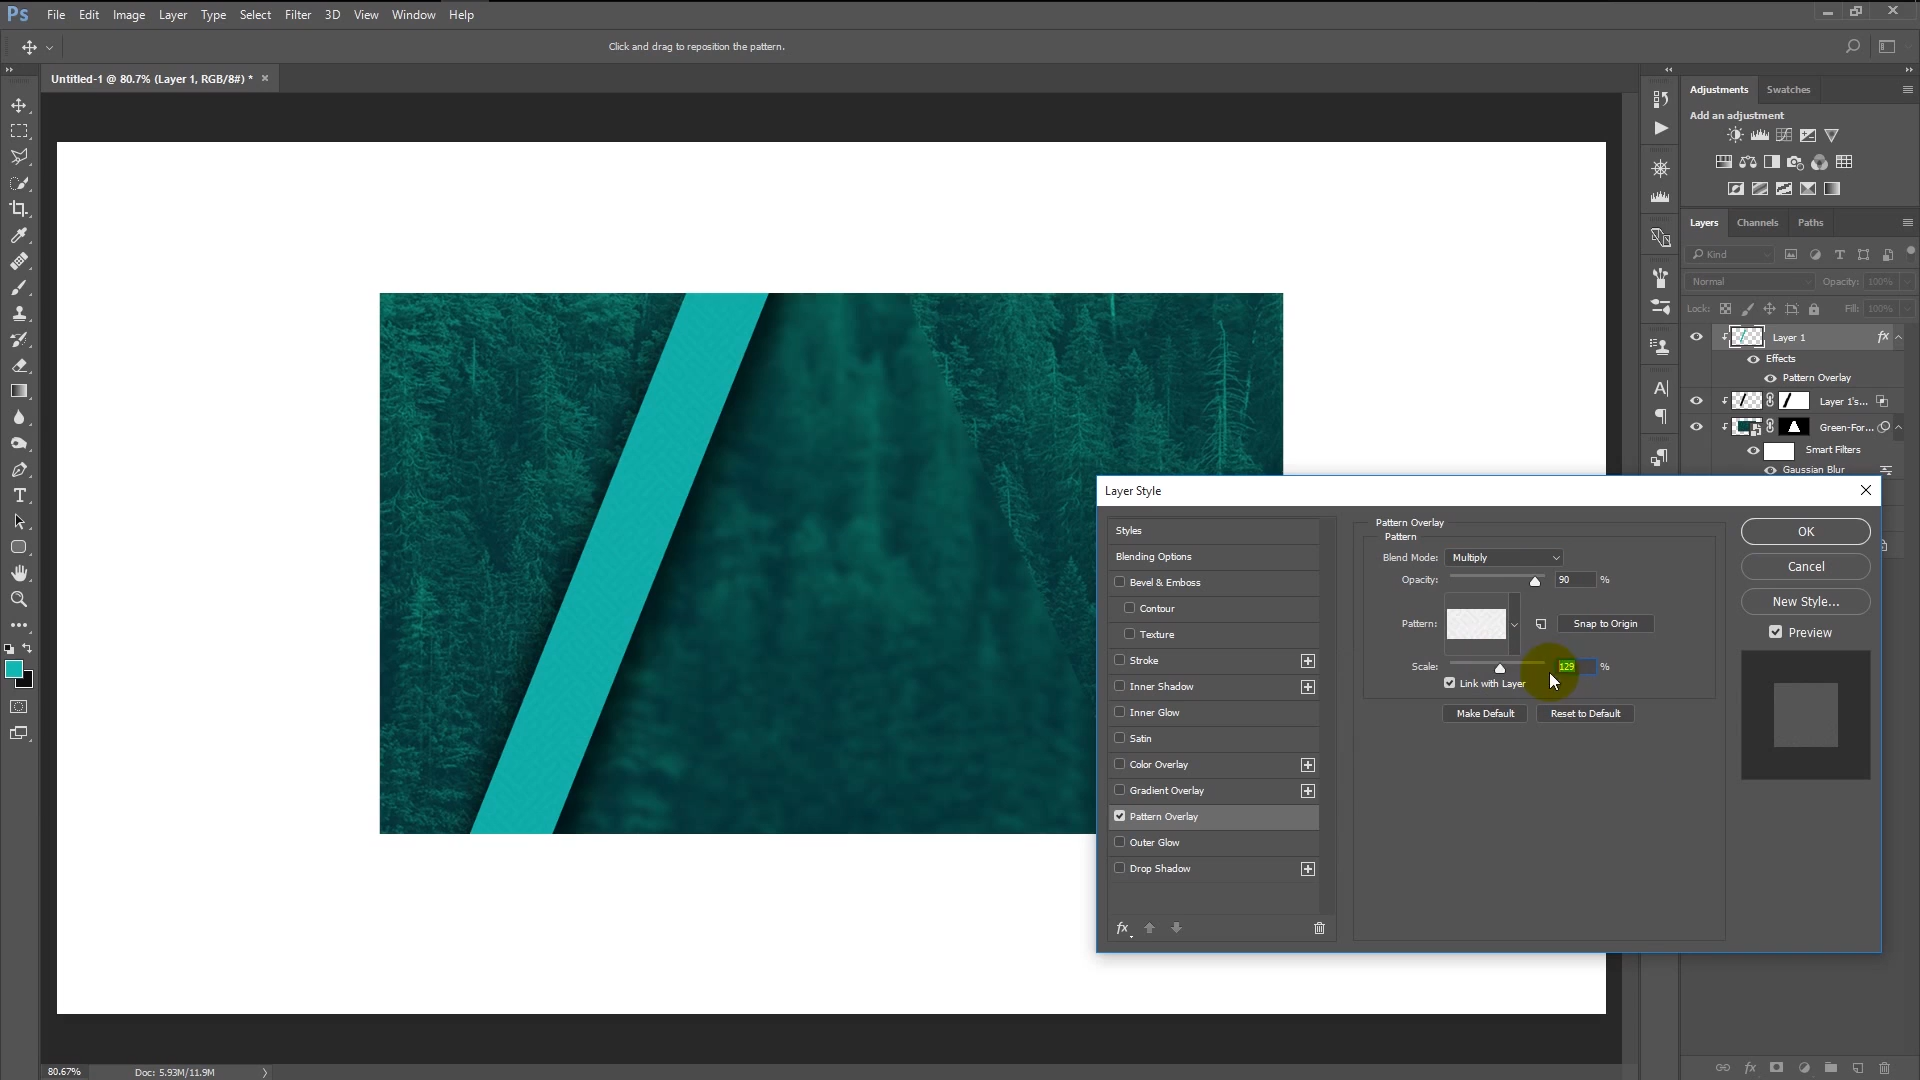 Ps File Edit Image Layer Type Select Filter 3D View Window Help
Click and drag to reposition the pattern.
Untitled-1 @ 80.7% (Layer 1, RGB/8#) * ×
Adjustments Swatches
Add an adjustment
Layers Channels Paths
Kind
Normal Opacity: 100%
Lock: Fill: 100%
Layer 1 fx
Effects
Pattern Overlay
Layer 1's...
Green-For...
Smart Filters
Gaussian Blur
Layer Style
Styles
Blending Options
Bevel & Emboss
Contour
Texture
Stroke
Inner Shadow
Inner Glow
Satin
Color Overlay
Gradient Overlay
Pattern Overlay
Outer Glow
Drop Shadow
fx
Pattern Overlay
Pattern
Blend Mode: Multiply
Opacity: 90 %
Pattern: Snap to Origin
Scale: 129 %
Link with Layer
Make Default Reset to Default
OK
Cancel
New Style...
Preview
80.67% Doc: 5.93M/11.9M
fx